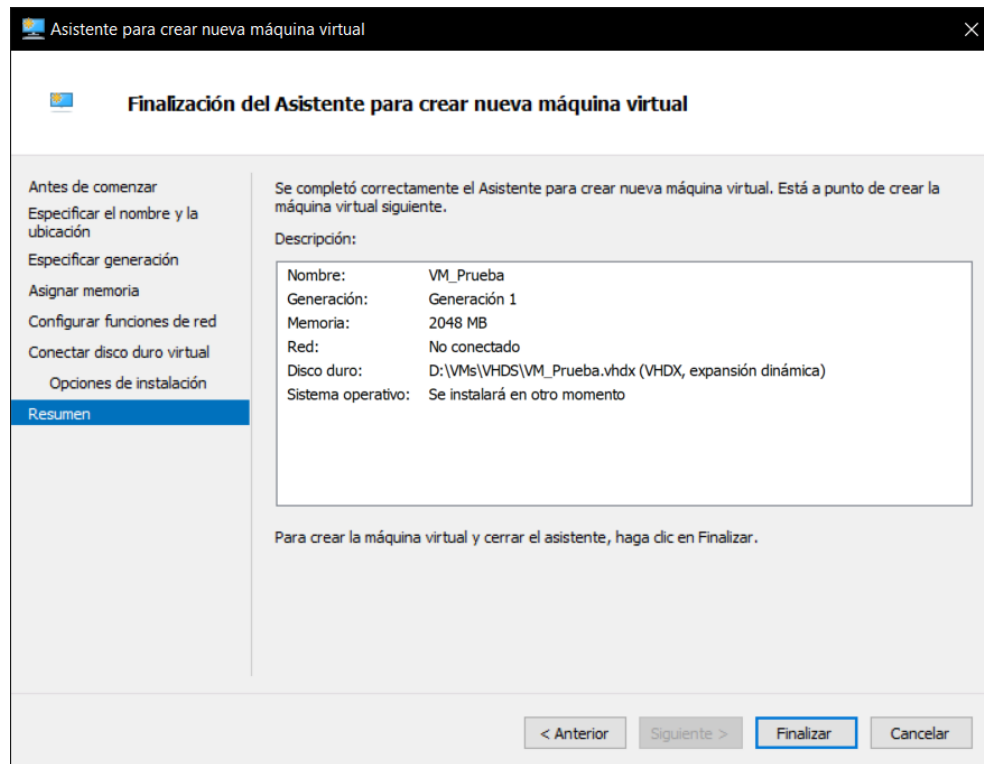 Asistente para crear nueva máquina virtual
Finalización del Asistente para crear nueva máquina virtual
Antes de comenzar
Especificar el nombre y la
ubicación
Especificar generación
Asignar memoria
Configurar funciones de red
Conectar disco duro virtual
Opciones de instalación
Resumen
Se completó correctamente el Asistente para crear nueva máquina virtual. Está a punto de crear la
máquina virtual siguiente.
Descripción:
Nombre: VM_Prueba
Generación: Generación 1
Memoria: 2048 MB
Red: No conectado
Disco duro: D:\VMs\VHDS\VM_Prueba.vhdx (VHDX, expansión dinámica)
Sistema operativo: Se instalará en otro momento
Para crear la máquina virtual y cerrar el asistente, haga clic en Finalizar.
< Anterior Siguiente > Finalizar Cancelar